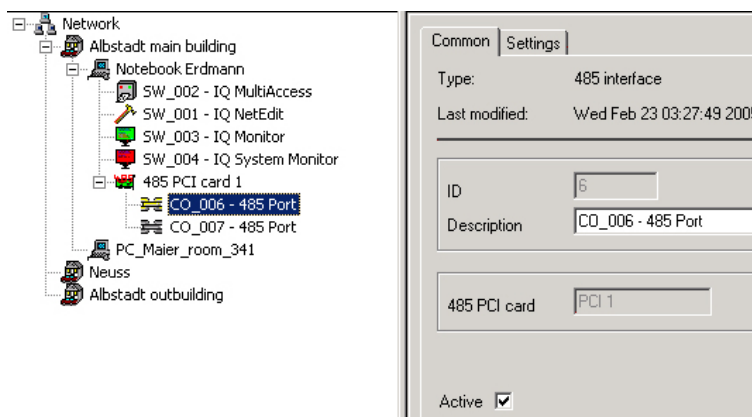 Network
Albstadt main building
Notebook Erdmann
SW_002 - IQ MultiAccess
SW_001 - IQ NetEdit
SW_003 - IQ Monitor
SW_004 - IQ System Monitor
485 PCI card 1
CO_006 - 485 Port
CO_007 - 485 Port
PC_Maier_room_341
Neuss
Albstadt outbuilding
Common Settings
Type: 485 interface
Last modified: Wed Feb 23 03:27:49 2005
ID 6
Description CO_006 - 485 Port
485 PCI card PCI 1
Active